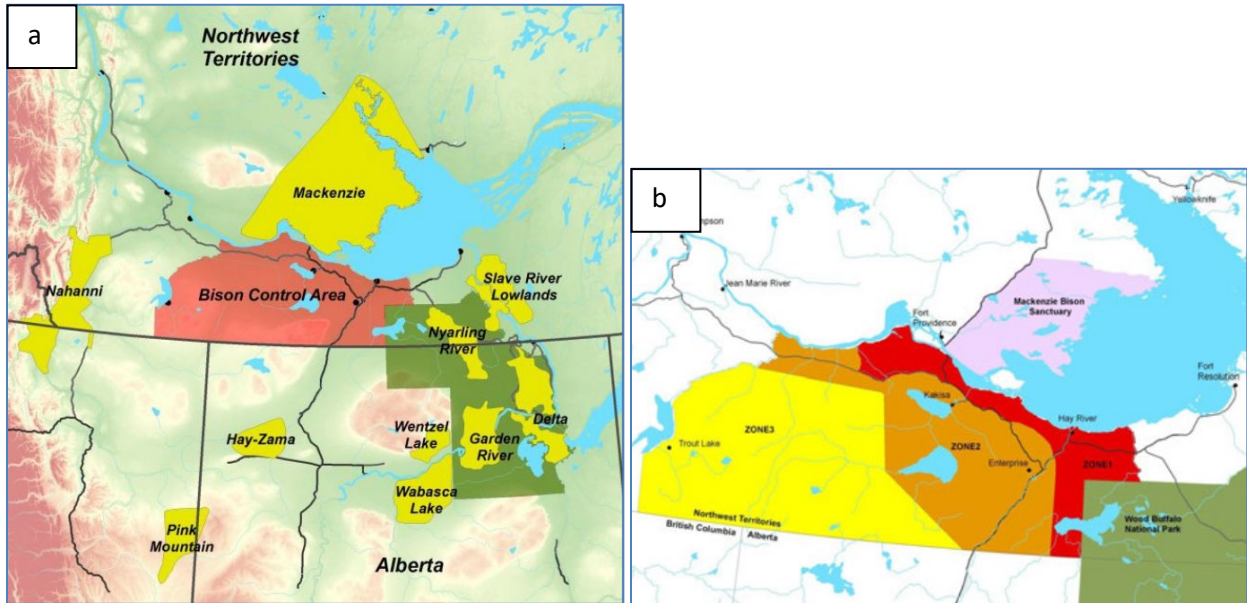 a
Northwest
Territories
Mackenzie
Nahanni
Bison Control Area
Slave River
Lowlands
Nyarling
River
Hay-Zama
Wentzel
Lake
Garden
River
Delta
Wabasca
Lake
Pink
Mountain
Alberta
b
Yellowknife
mpson
Jean Marie River
Mackenzie Bison
Sanctuary
Fort
Providence
Fort
Resolution
Kakisa
Hay River
ZONE3
ZONE2
ZONE1
Trout Lake
Enterprise
Wood Buffalo
National Park
Northwest Territories
British Columbia
Alberta